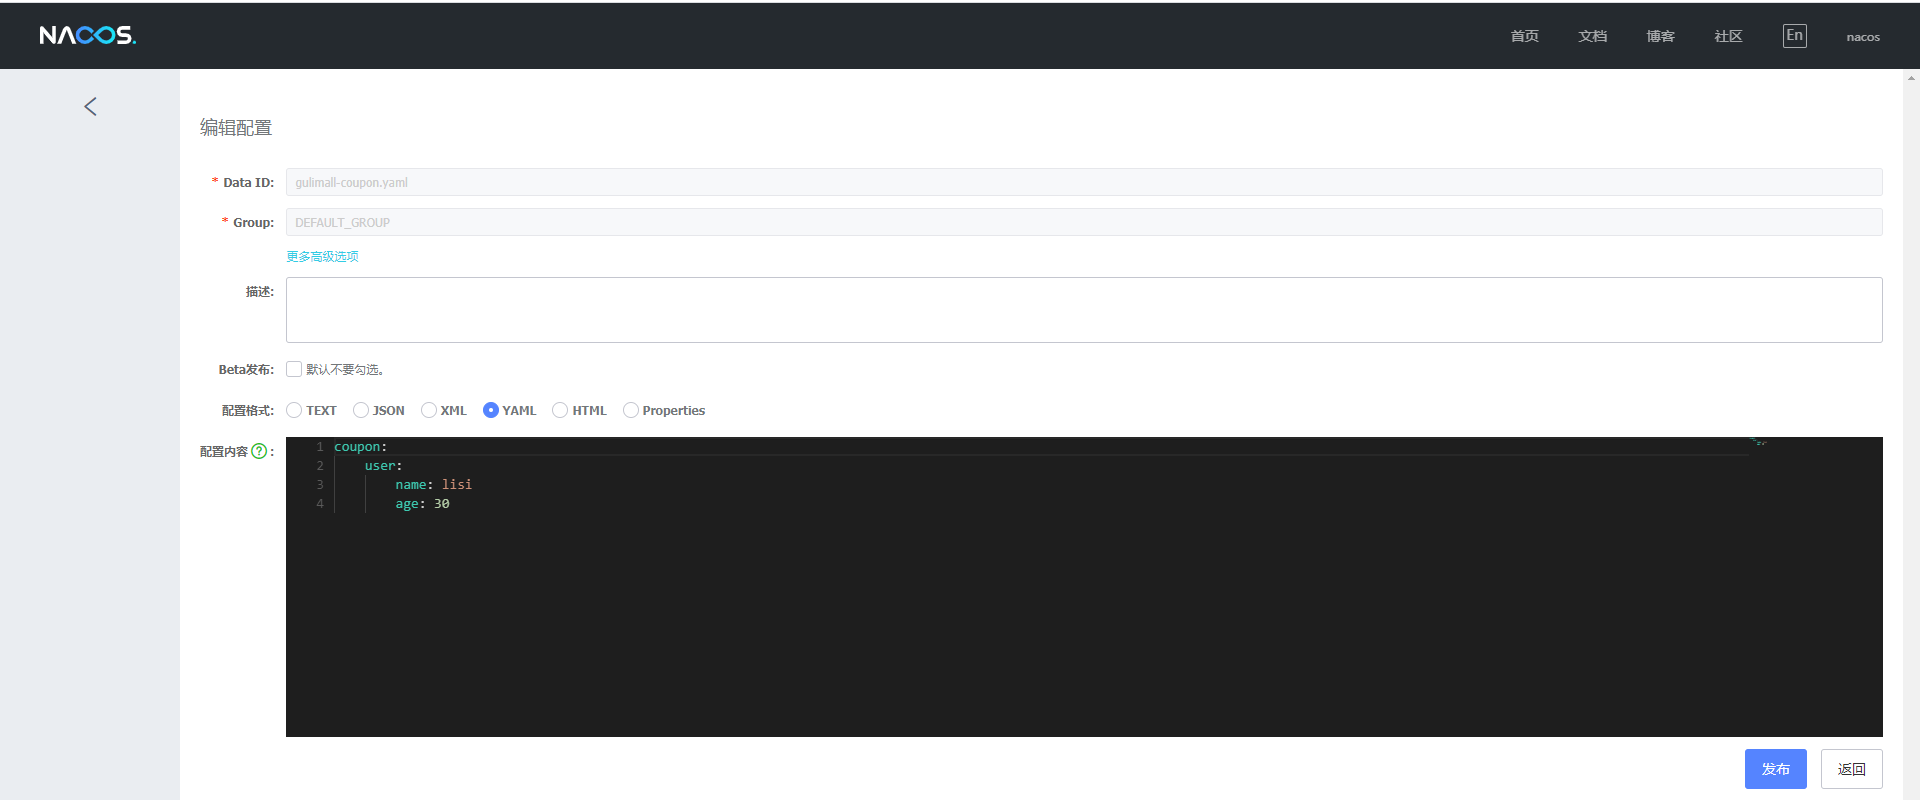 NACOS.
首页 文档 博客 社区 En nacos
编辑配置
* Data ID: gulimall-coupon.yaml
* Group: DEFAULT_GROUP
更多高级选项
描述:
Beta发布: 默认不要勾选。
配置格式: TEXT JSON XML YAML HTML Properties
配置内容 ? :
1 coupon:
2 user:
3 name: lisi
4 age: 30
发布 返回